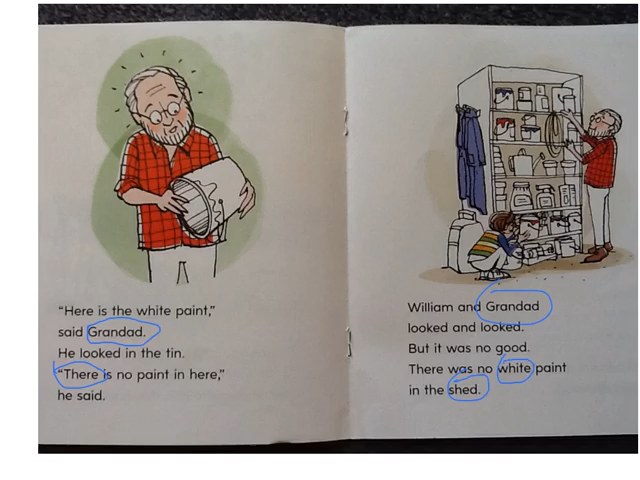 “Here is the white paint,”
said Grandad.
He looked in the tin.
“There is no paint in here,”
he said.
William and Grandad
looked and looked.
But it was no good.
There was no white paint
in the shed.